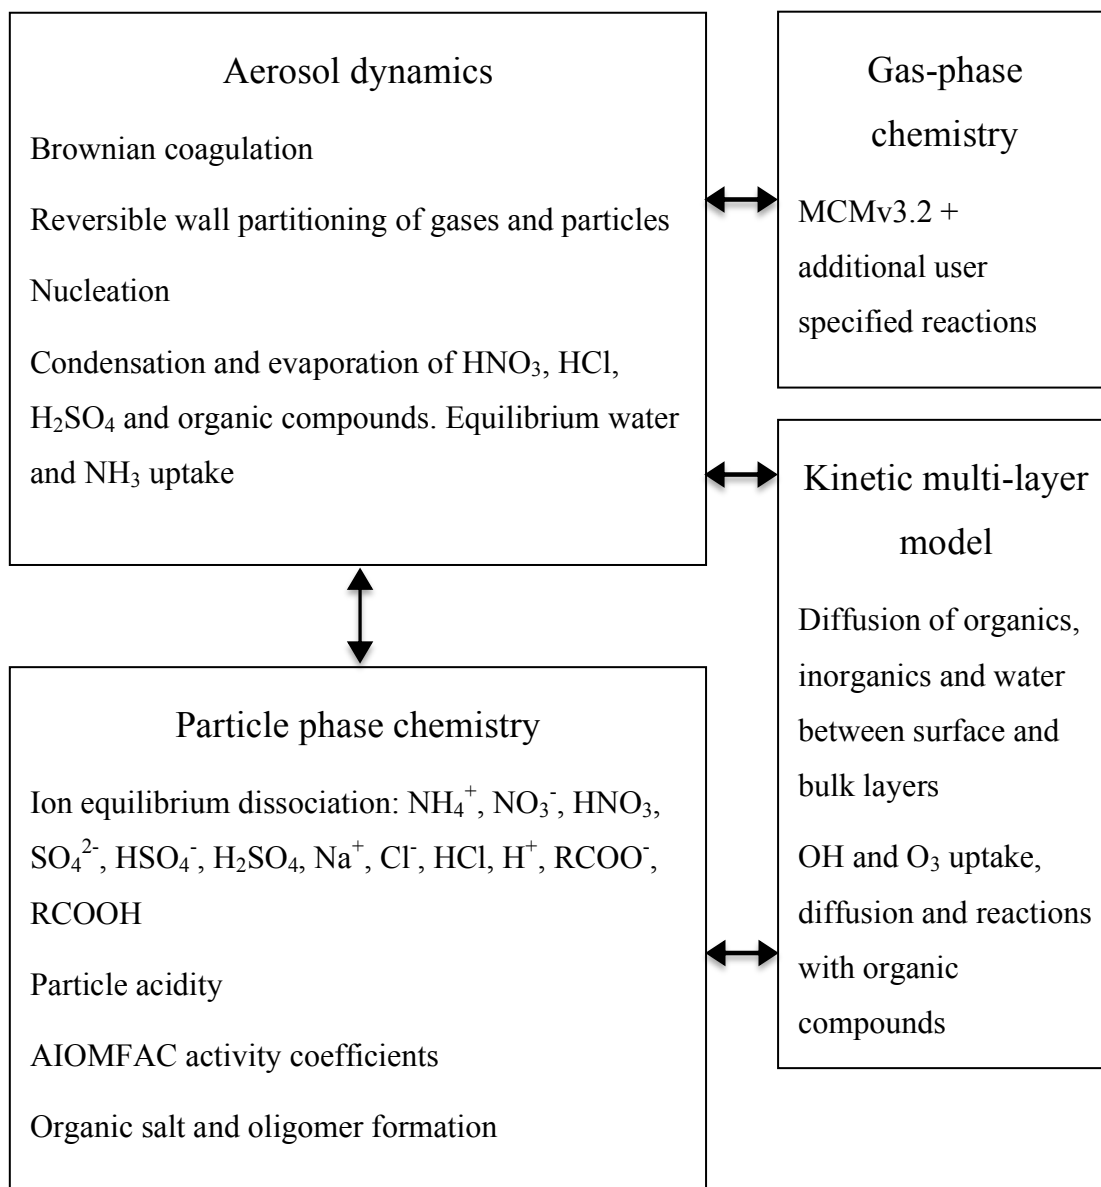 Aerosol dynamics
Brownian coagulation
Reversible wall partitioning of gases and particles
Nucleation
Condensation and evaporation of HNO₃, HCl,
H₂SO₄ and organic compounds. Equilibrium water
and NH₃ uptake
Gas-phase
chemistry
MCMv3.2 +
additional user
specified reactions
Kinetic multi-layer
model
Diffusion of organics,
inorganics and water
between surface and
bulk layers
OH and O₃ uptake,
diffusion and reactions
with organic
compounds
Particle phase chemistry
Ion equilibrium dissociation: NH₄⁺, NO₃⁻, HNO₃,
SO₄²⁻, HSO₄⁻, H₂SO₄, Na⁺, Cl⁻, HCl, H⁺, RCOO⁻,
RCOOH
Particle acidity
AIOMFAC activity coefficients
Organic salt and oligomer formation